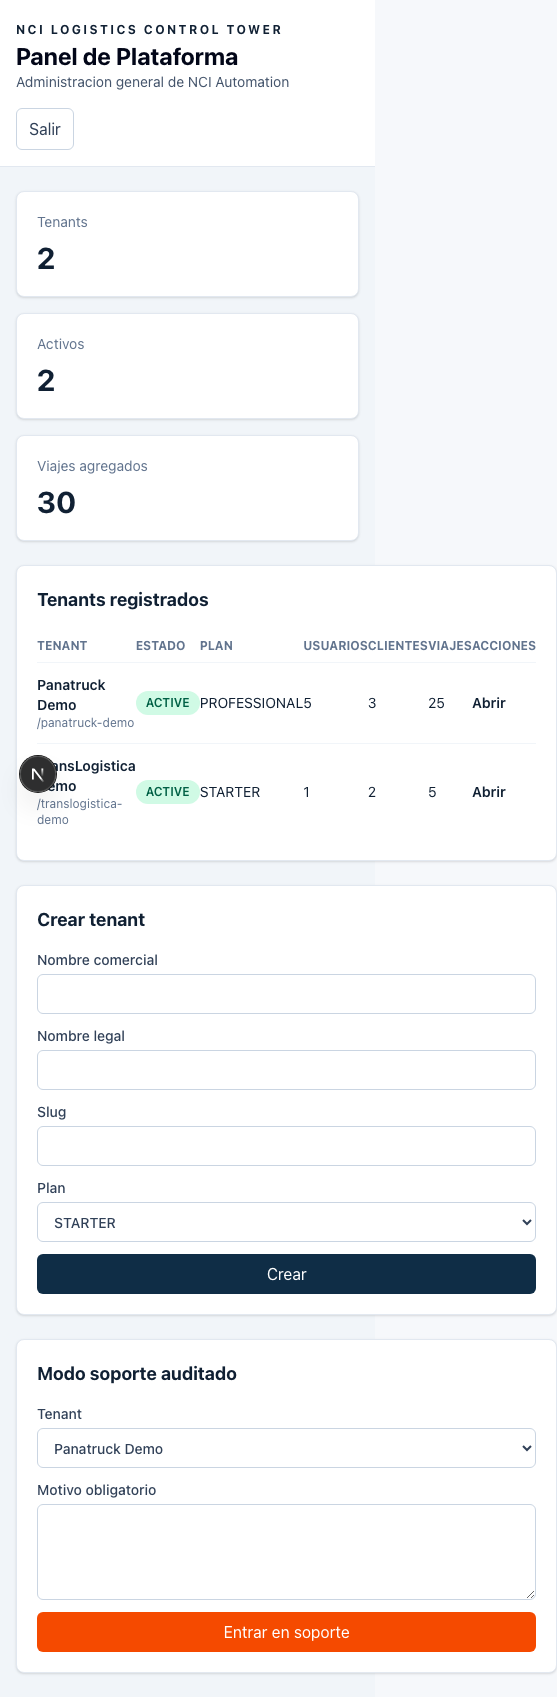 NCI LOGISTICS CONTROL TOWER
Panel de Plataforma
Administracion general de NCI Automation
Salir
Tenants
2
Activos
2
Viajes agregados
30
Tenants registrados
TENANT ESTADO PLAN USUARIOS CLIENTES VIAJES ACCIONES
Panatruck
Demo
/panatruck-demo
ACTIVE PROFESSIONAL 5 3 25 Abrir
N
ansLogistica
emo
/translogistica-
demo
ACTIVE STARTER 1 2 5 Abrir
Crear tenant
Nombre comercial
Nombre legal
Slug
Plan
STARTER
Crear
Modo soporte auditado
Tenant
Panatruck Demo
Motivo obligatorio
Entrar en soporte